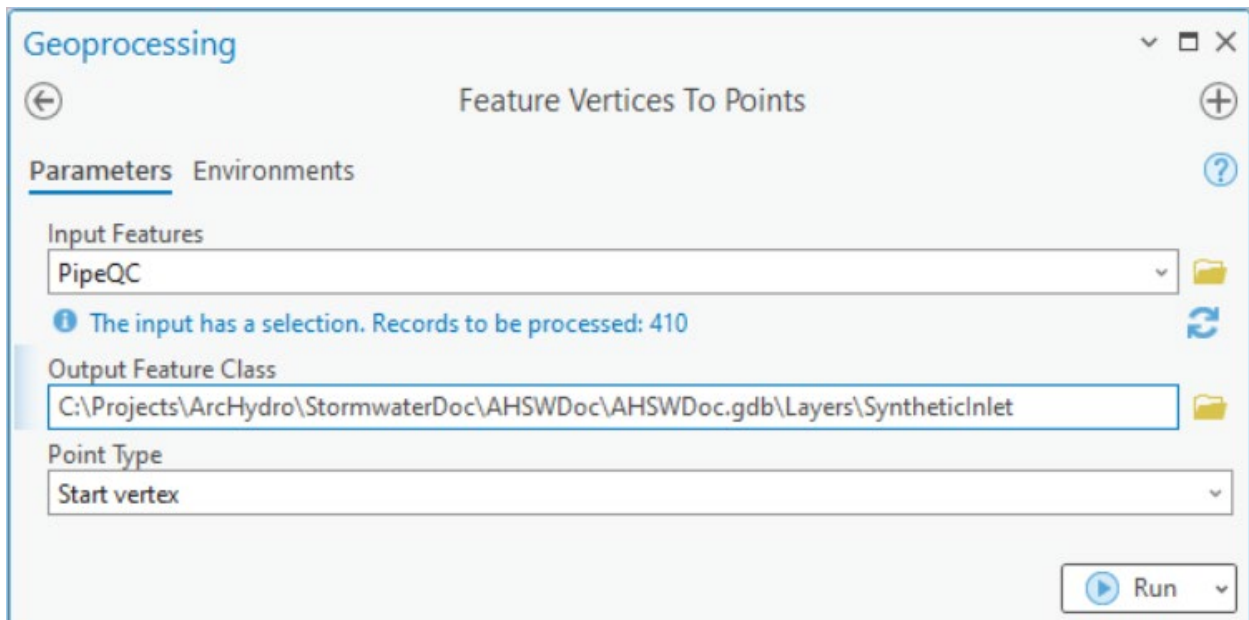 Geoprocessing
Feature Vertices To Points
Parameters Environments
Input Features
PipeQC
The input has a selection. Records to be processed: 410
Output Feature Class
C:\Projects\ArcHydro\StormwaterDoc\AHSWDoc\AHSWDoc.gdb\Layers\SyntheticInlet
Point Type
Start vertex
Run